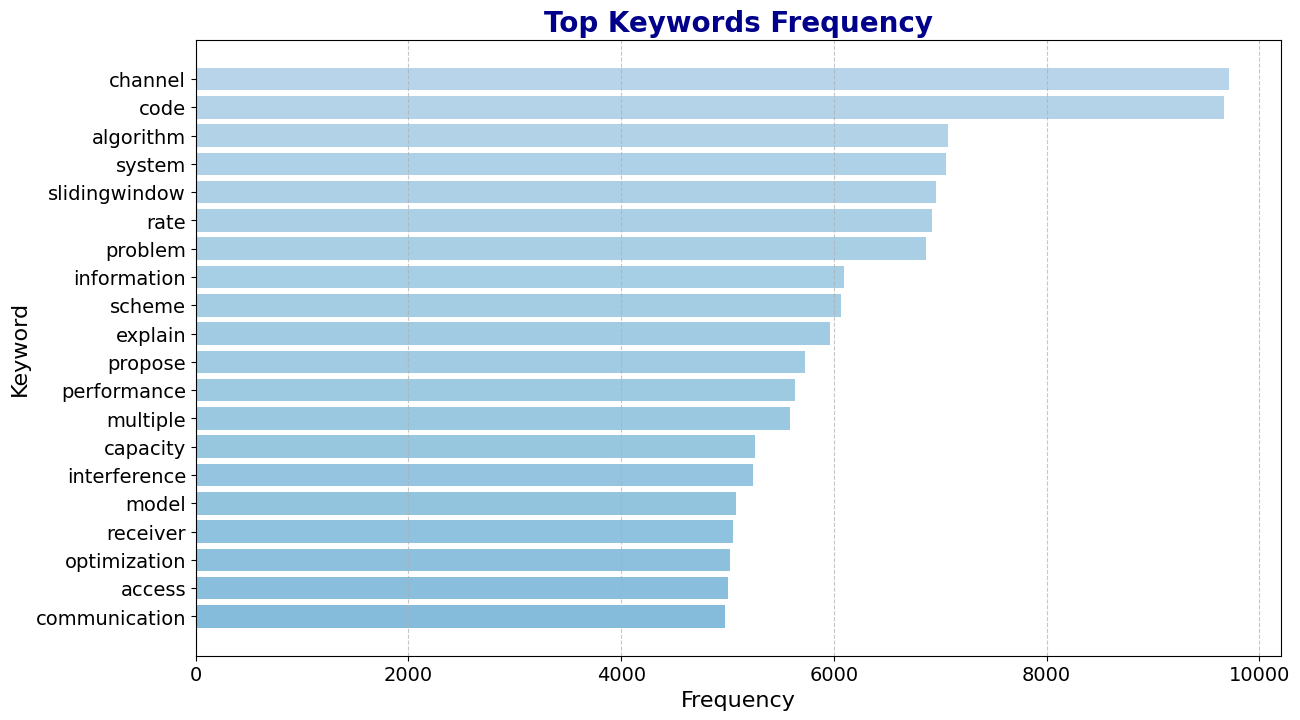 Top Keywords Frequency
channel
code
algorithm
system
slidingwindow
rate
problem
information
scheme
explain
propose
performance
multiple
capacity
interference
model
receiver
optimization
access
communication
Keyword
0 2000 4000 6000 8000 10000
Frequency